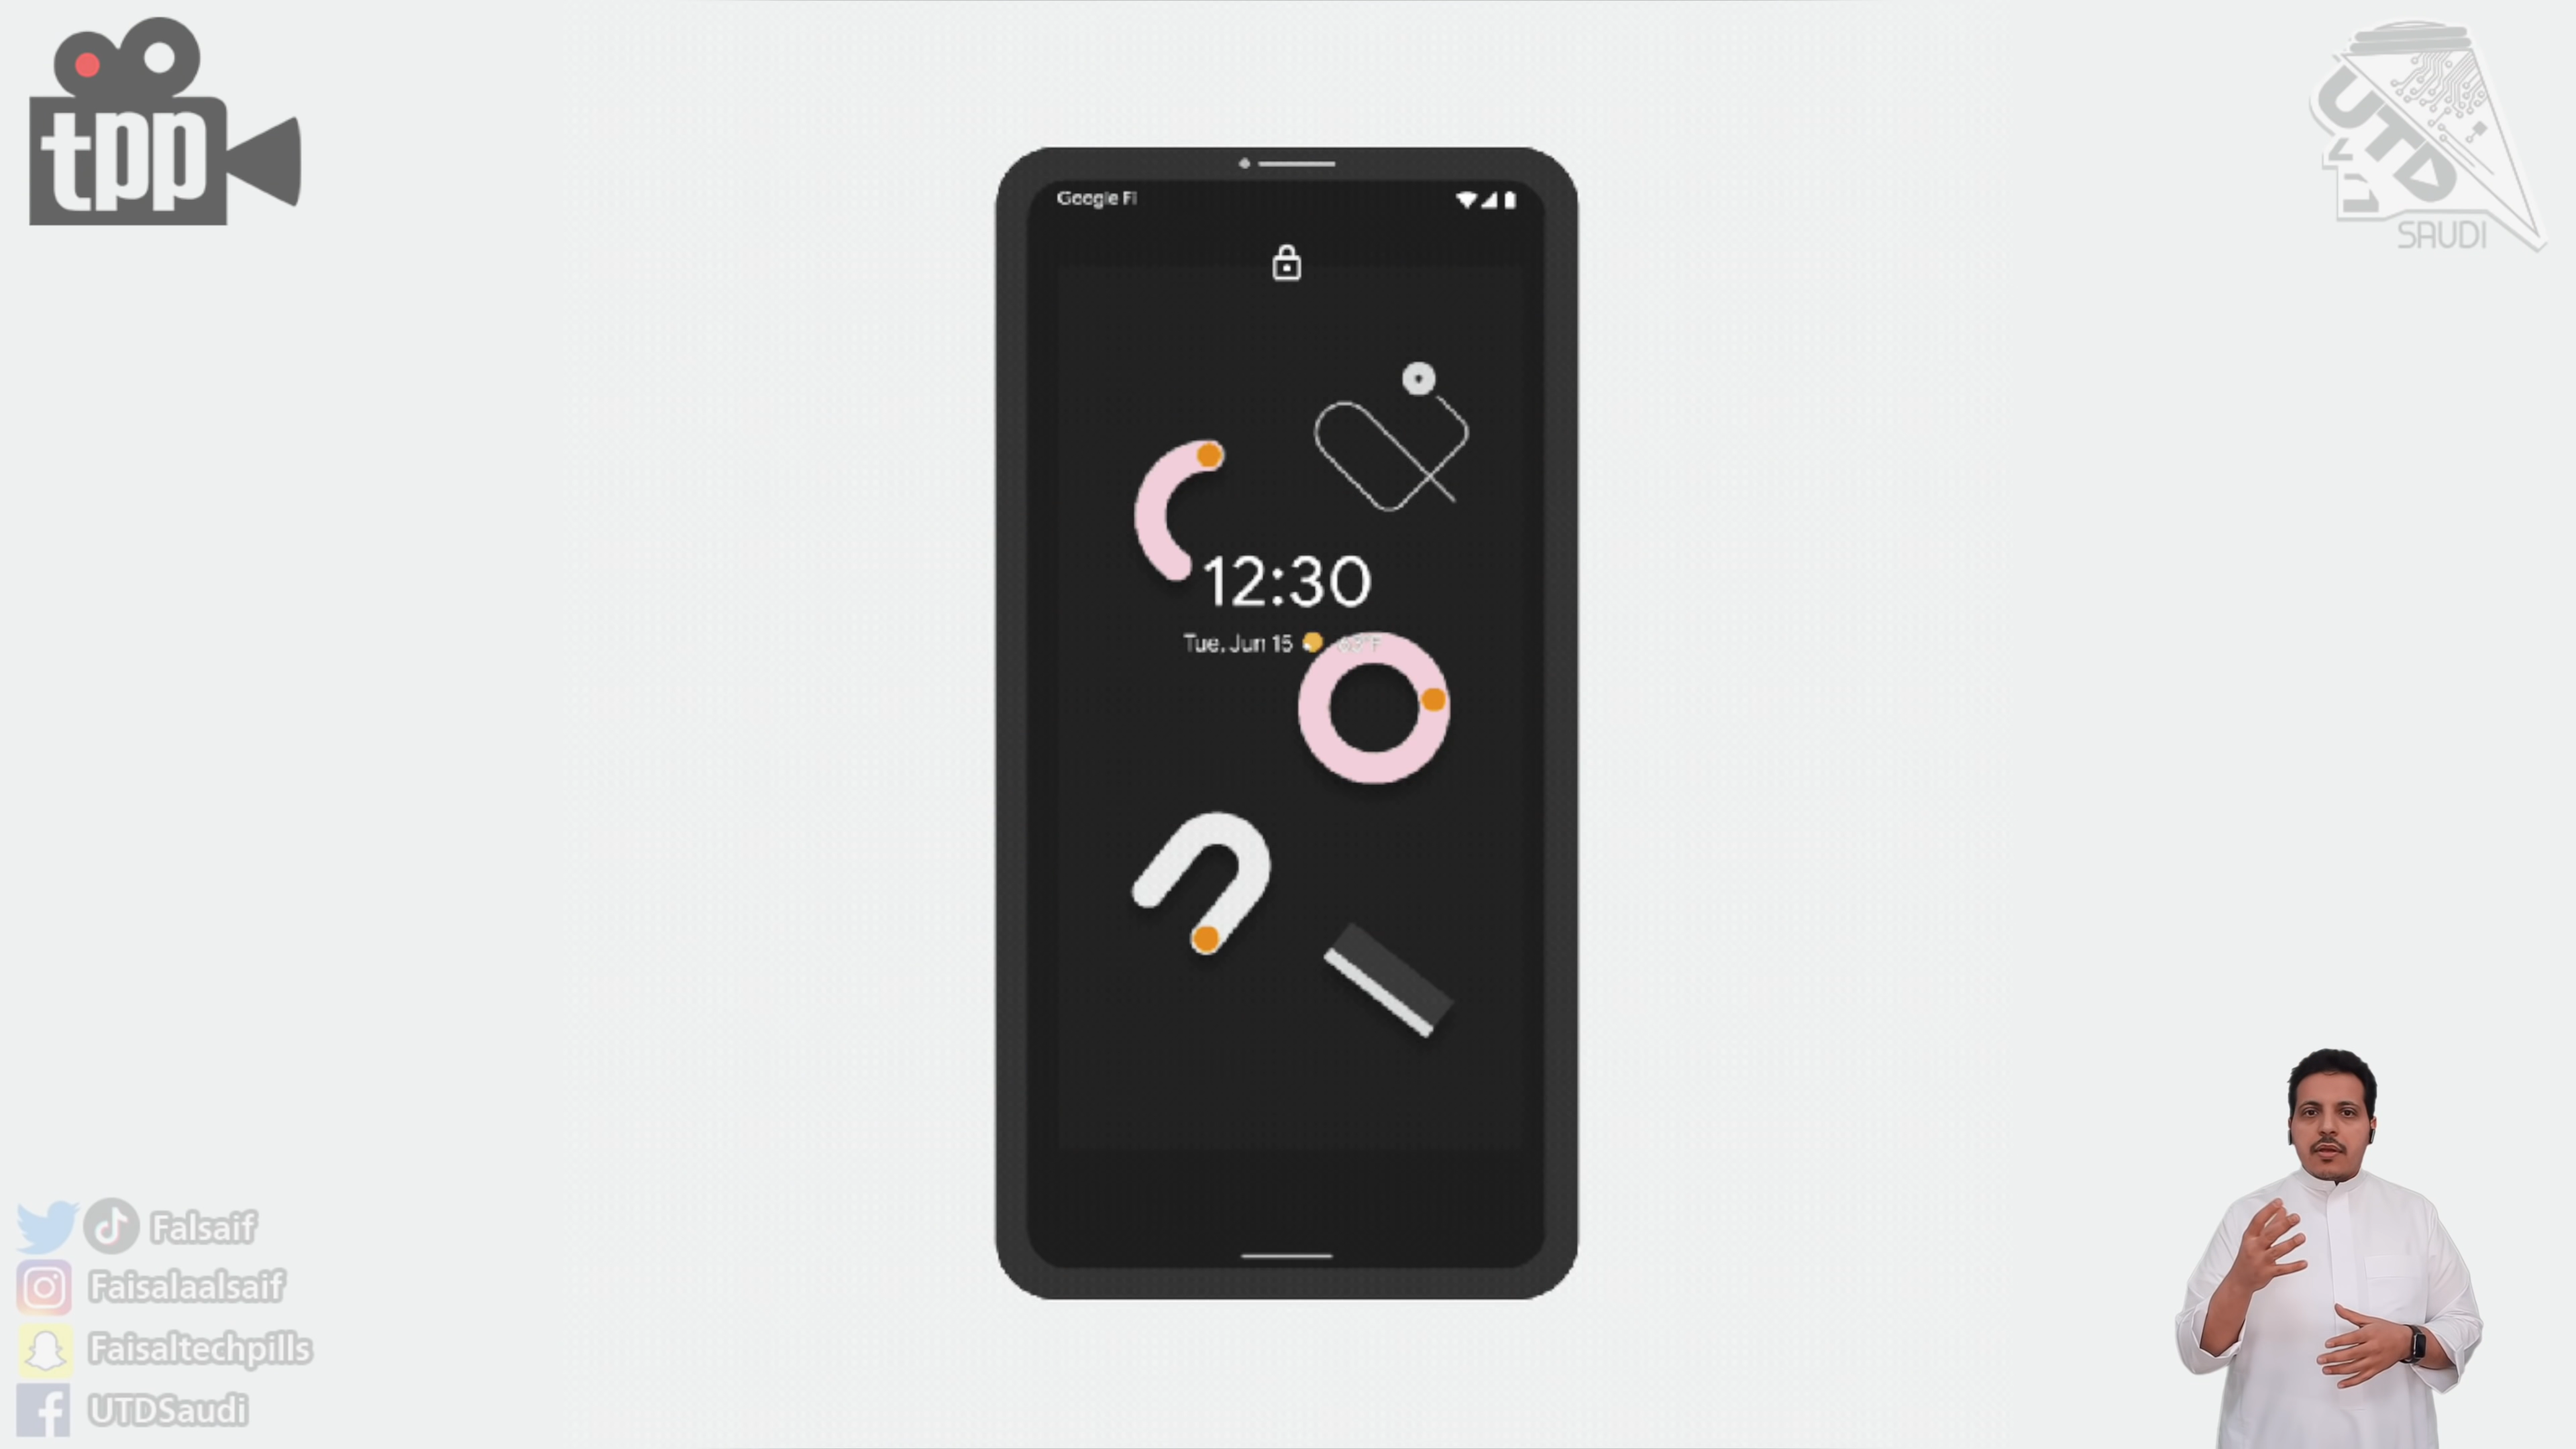 tpp
UTD
SAUDI
Google Fi
12:30
Tue, Jun 15
Falsaif
Faisalaalsaif
Faisaltechpills
UTDSaudi